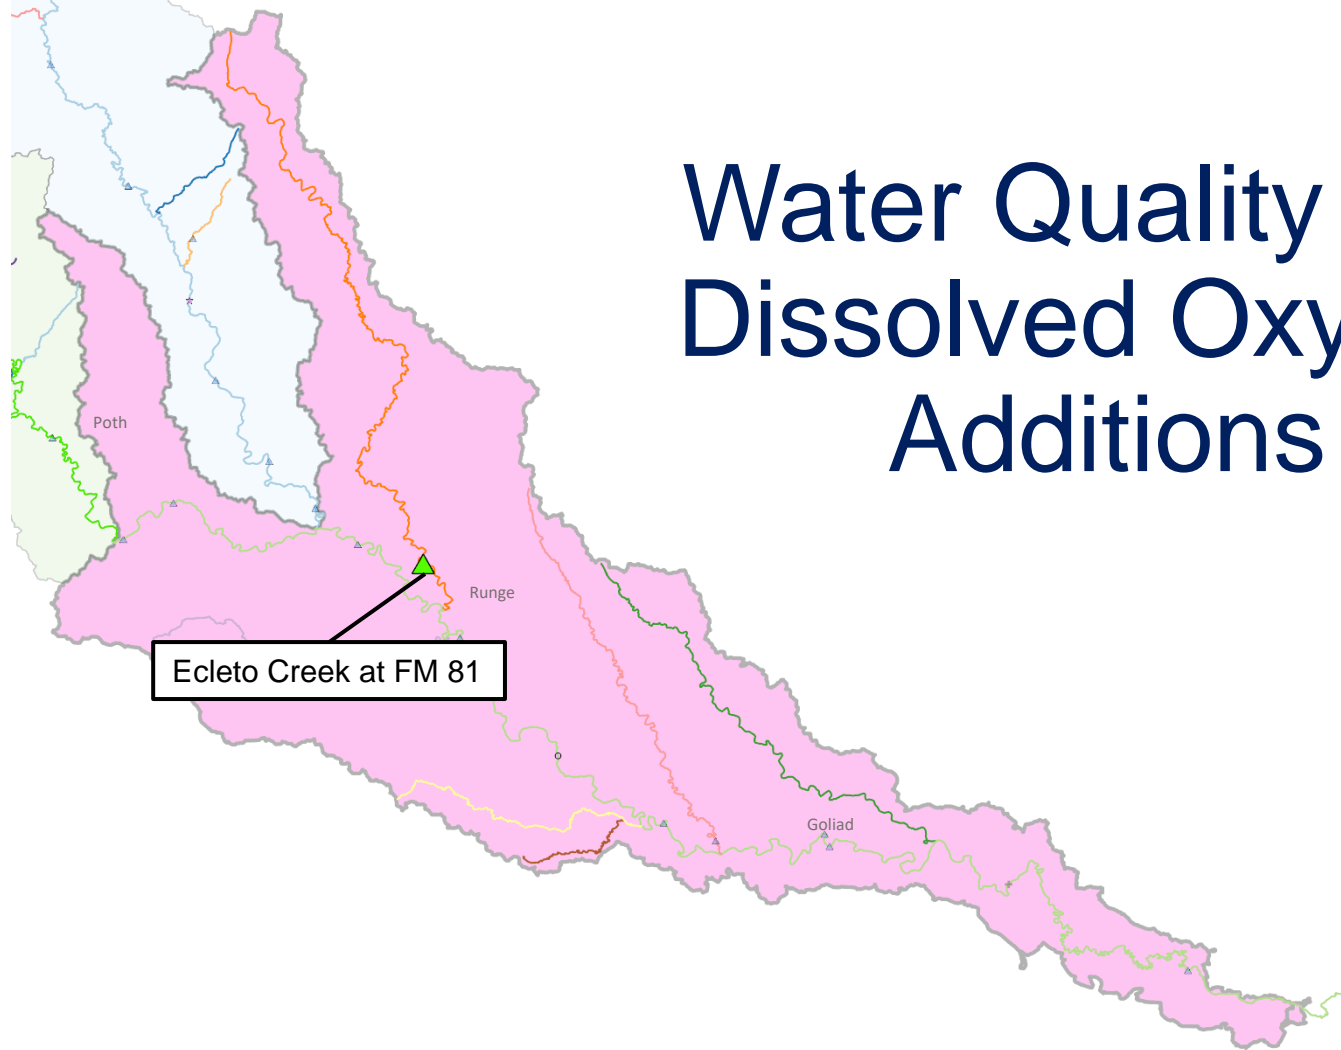 Water Quality
Dissolved Oxy
Additions
Poth
Runge
Ecleto Creek at FM 81
Goliad